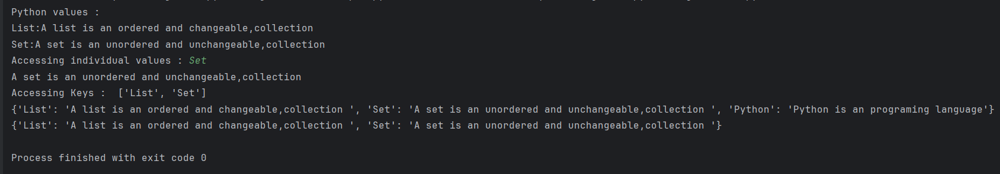 Python values :
List:A list is an ordered and changeable,collection
Set:A set is an unordered and unchangeable,collection
Accessing individual values : Set
A set is an unordered and unchangeable,collection
Accessing Keys :  ['List', 'Set']
{'List': 'A list is an ordered and changeable,collection ', 'Set': 'A set is an unordered and unchangeable,collection ', 'Python': 'Python is an programing language'}
{'List': 'A list is an ordered and changeable,collection ', 'Set': 'A set is an unordered and unchangeable,collection '}
Process finished with exit code 0